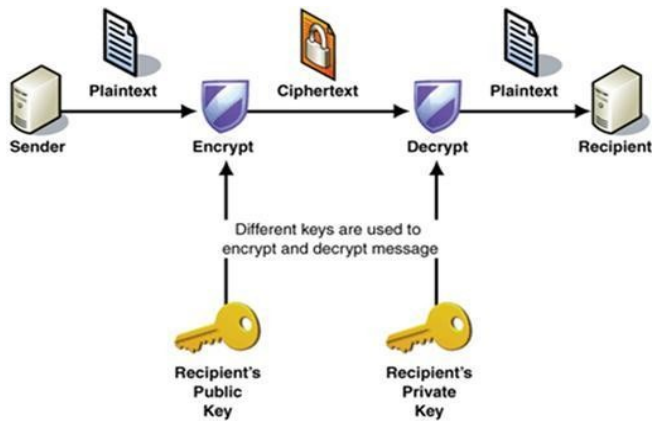 Plaintext
Ciphertext
Plaintext
Sender
Encrypt
Decrypt
Recipient
Different keys are used to
encrypt and decrypt message
Recipient's
Public
Key
Recipient's
Private
Key